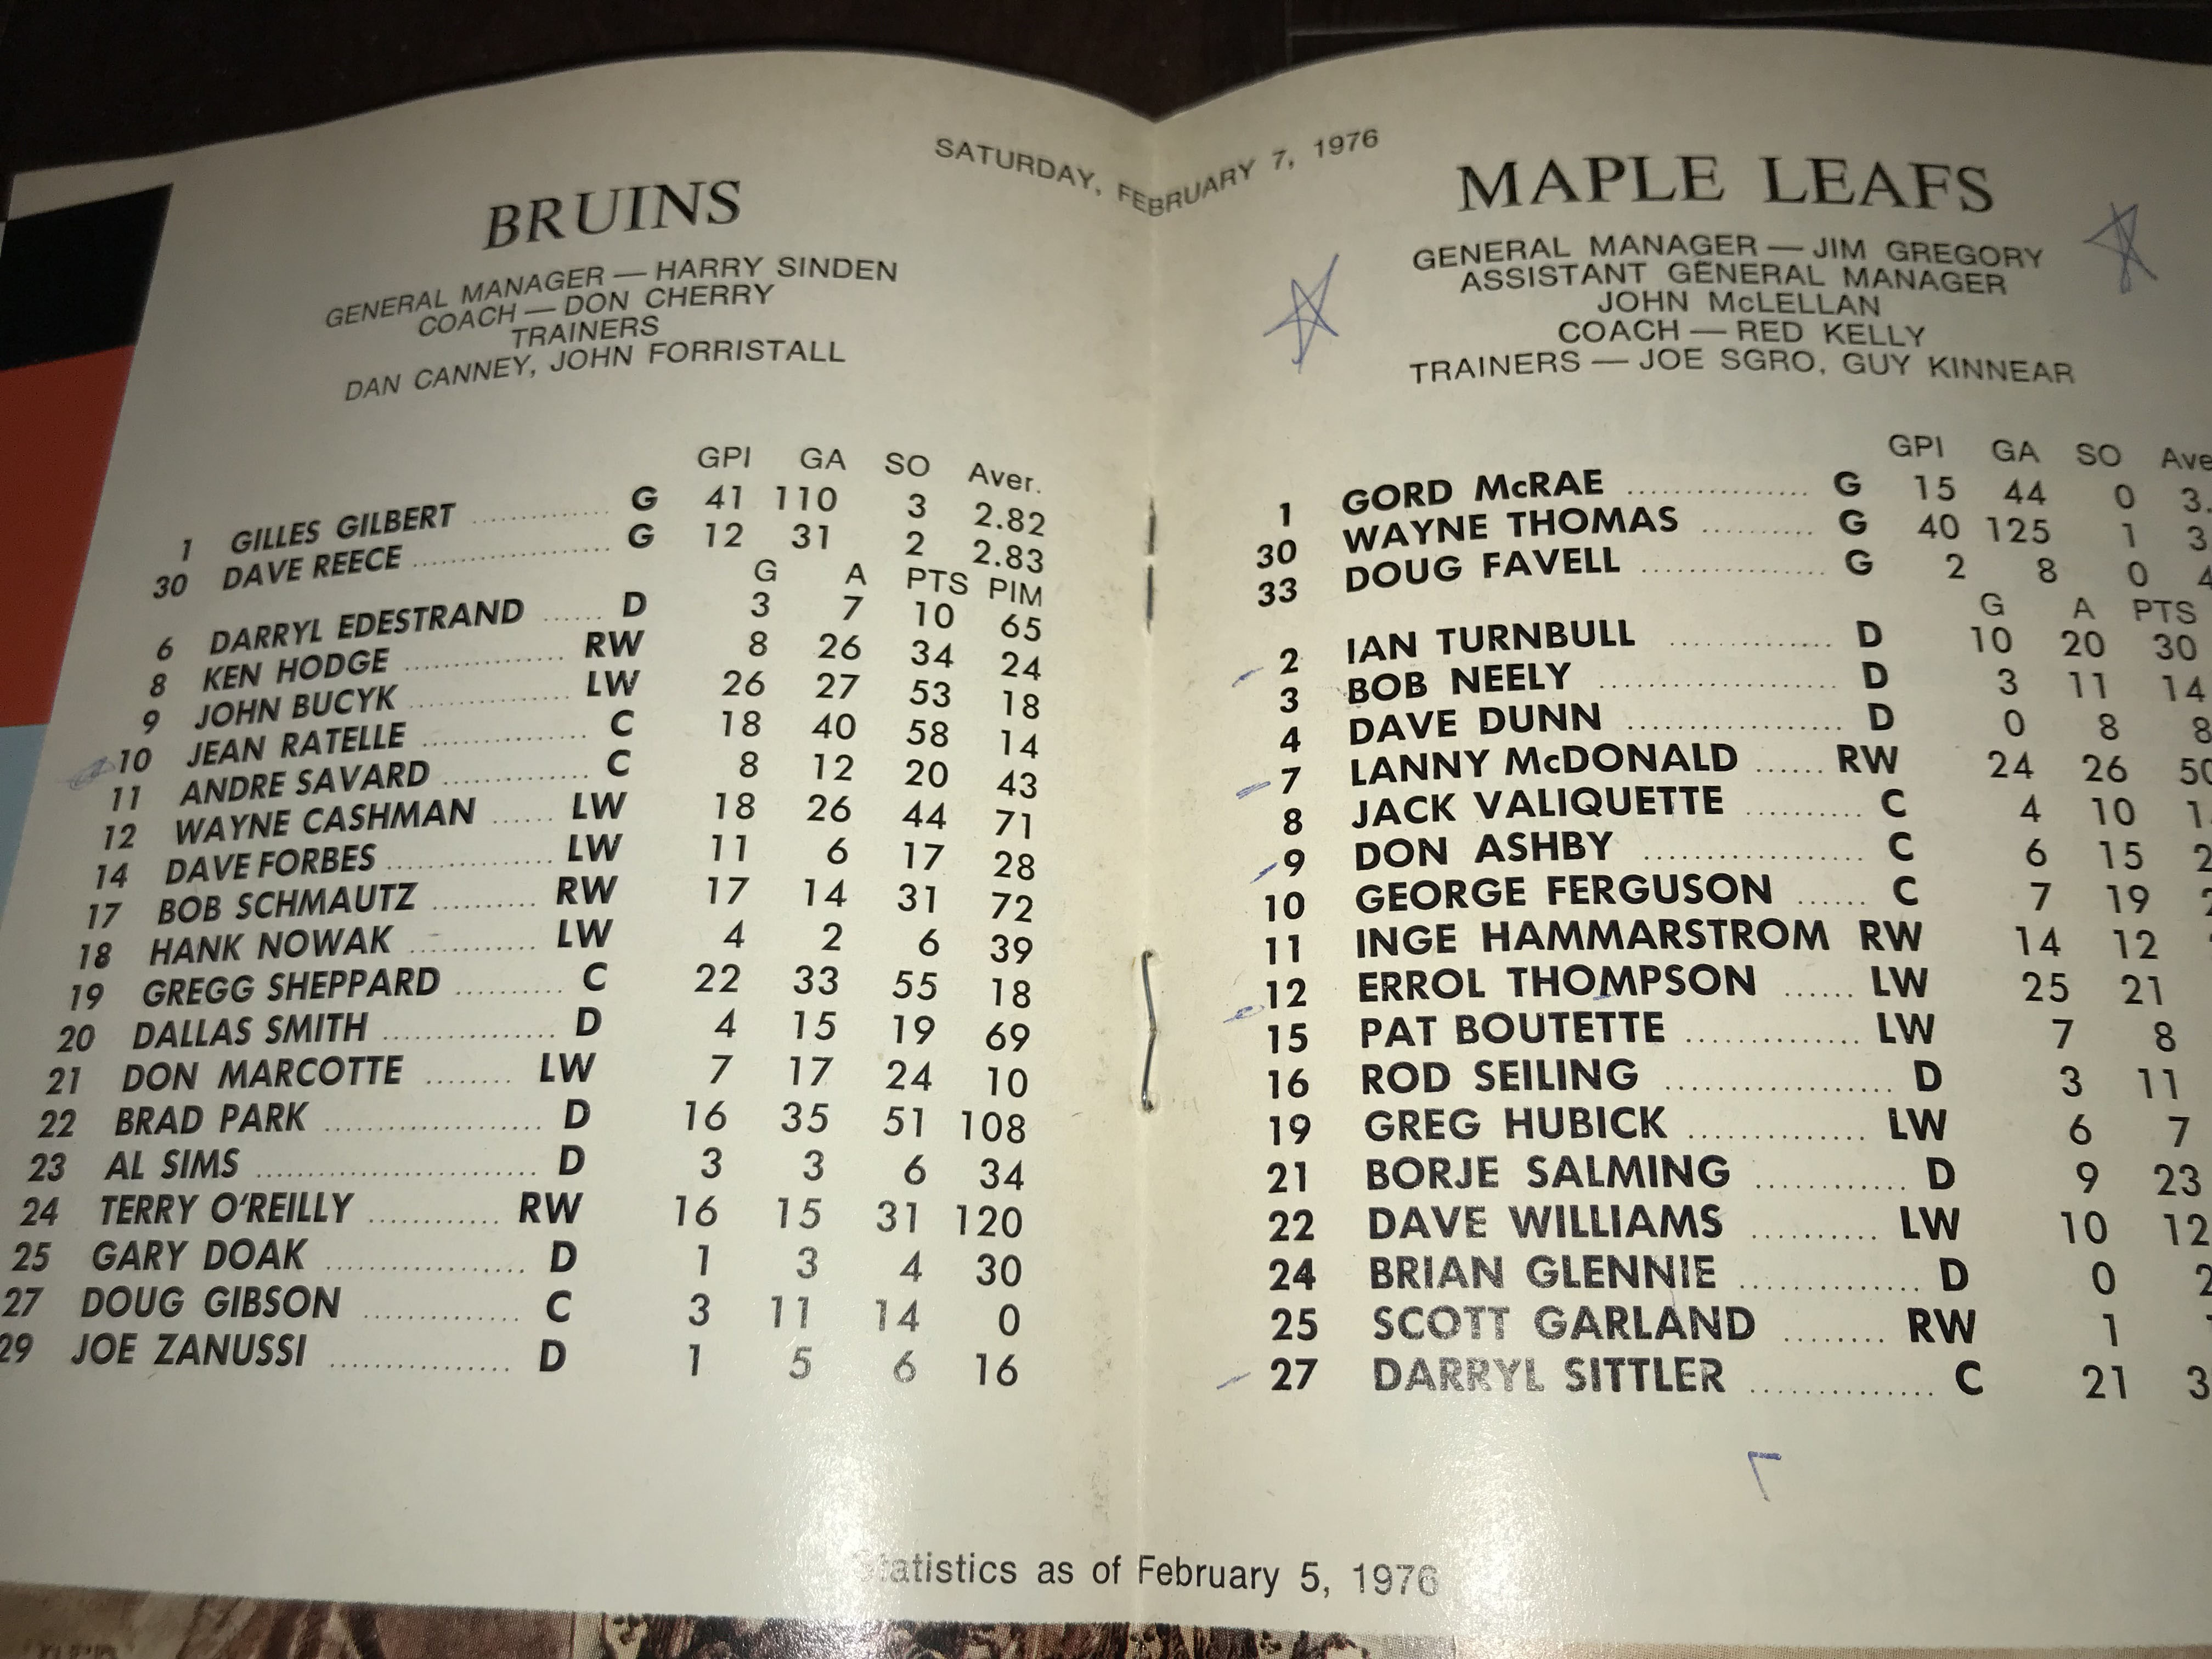 SATURDAY, FEBRUARY 7, 1976
BRUINS
GENERAL MANAGER — HARRY SINDEN
COACH — DON CHERRY
TRAINERS
DAN CANNEY, JOHN FORRISTALL
GPI GA SO Aver.
1 GILLES GILBERT G 41 110 3 2.82
30 DAVE REECE G 12 31 2 2.83
G A PTS PIM
6 DARRYL EDESTRAND D 3 7 10 65
8 KEN HODGE RW 8 26 34 24
9 JOHN BUCYK LW 26 27 53 18
10 JEAN RATELLE C 18 40 58 14
11 ANDRE SAVARD C 8 12 20 43
12 WAYNE CASHMAN LW 18 26 44 71
14 DAVE FORBES LW 11 6 17 28
17 BOB SCHMAUTZ RW 17 14 31 72
18 HANK NOWAK LW 4 2 6 39
19 GREGG SHEPPARD C 22 33 55 18
20 DALLAS SMITH D 4 15 19 69
21 DON MARCOTTE LW 7 17 24 10
22 BRAD PARK D 16 35 51 108
23 AL SIMS D 3 3 6 34
24 TERRY O'REILLY RW 16 15 31 120
25 GARY DOAK D 1 3 4 30
27 DOUG GIBSON C 3 11 14 0
29 JOE ZANUSSI D 1 5 6 16
MAPLE LEAFS
GENERAL MANAGER — JIM GREGORY
ASSISTANT GENERAL MANAGER
JOHN McLELLAN
COACH — RED KELLY
TRAINERS — JOE SGRO, GUY KINNEAR
GPI GA SO Ave
1 GORD McRAE G 15 44 0 3.
30 WAYNE THOMAS G 40 125 1 3
33 DOUG FAVELL G 2 8 0 4
G A PTS
2 IAN TURNBULL D 10 20 30
3 BOB NEELY D 3 11 14
4 DAVE DUNN D 0 8 8
7 LANNY McDONALD RW 24 26 50
8 JACK VALIQUETTE C 4 10 1
9 DON ASHBY C 6 15 2
10 GEORGE FERGUSON C 7 19 2
11 INGE HAMMARSTROM RW 14 12
12 ERROL THOMPSON LW 25 21
15 PAT BOUTETTE LW 7 8
16 ROD SEILING D 3 11
19 GREG HUBICK LW 6 7
21 BORJE SALMING D 9 23
22 DAVE WILLIAMS LW 10 12
24 BRIAN GLENNIE D 0 2
25 SCOTT GARLAND RW 1
27 DARRYL SITTLER C 21 3
Statistics as of February 5, 1976